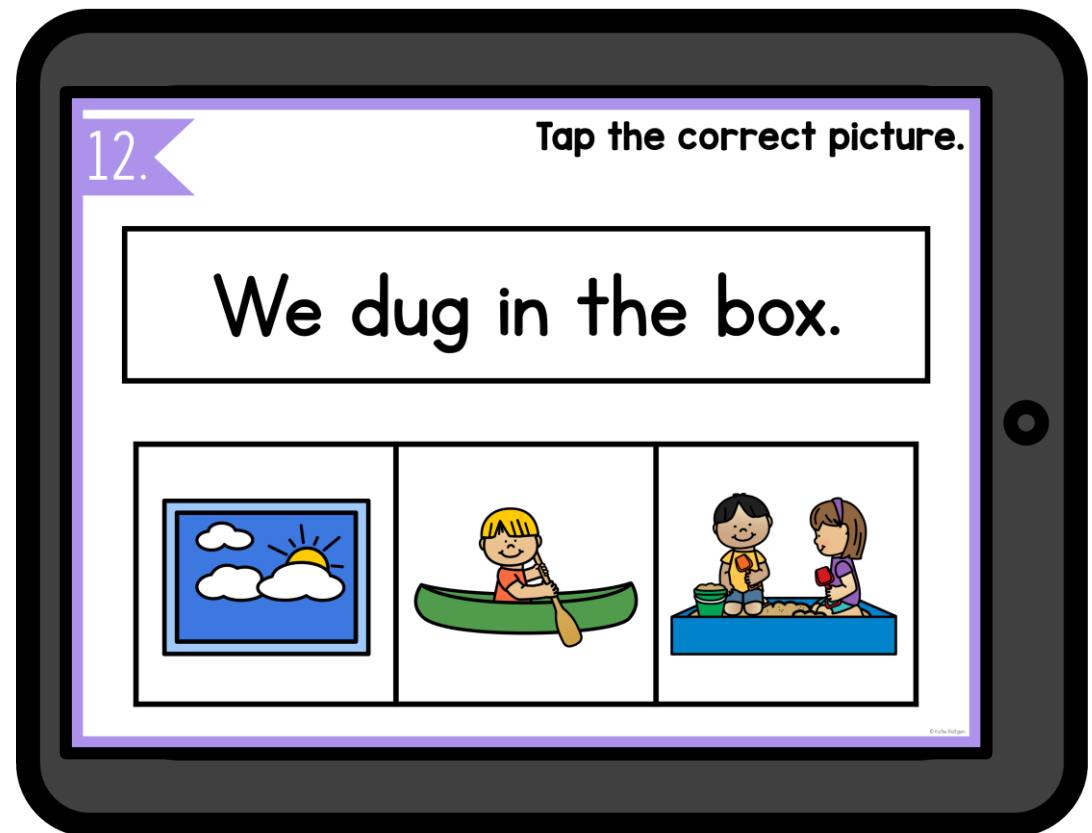 12.
Tap the correct picture.
We dug in the box.